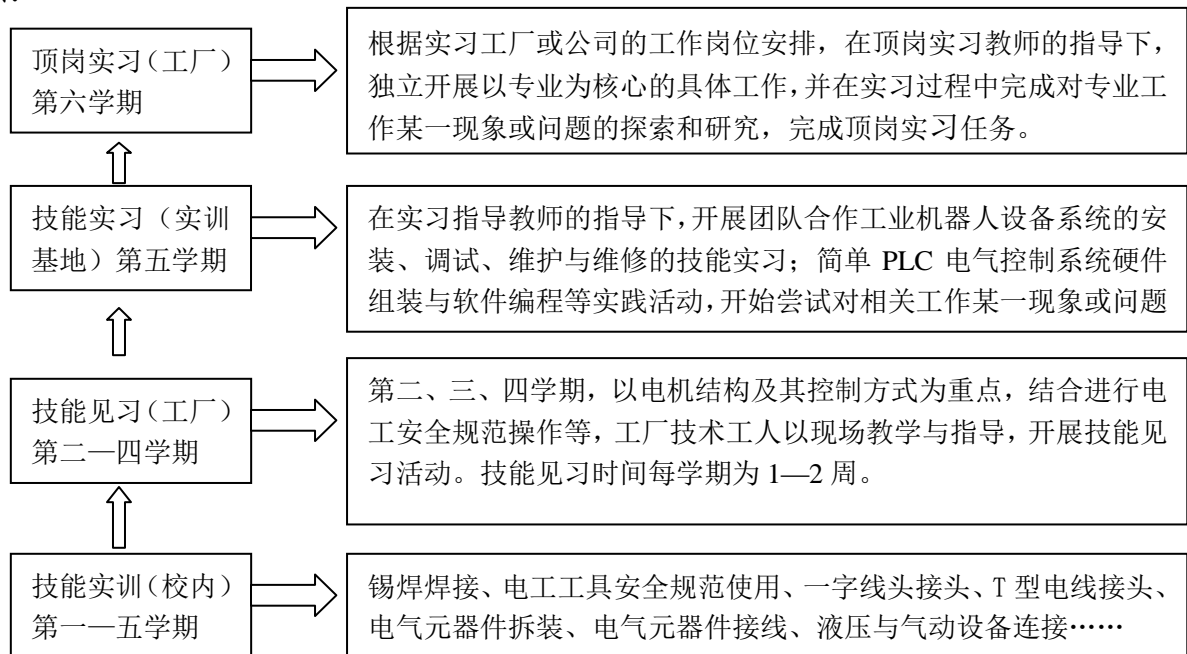 顶岗实习（工厂）
第六学期
根据实习工厂或公司的工作岗位安排，在顶岗实习教师的指导下，
独立开展以专业为核心的具体工作，并在实习过程中完成对专业工
作某一现象或问题的探索和研究，完成顶岗实习任务。
技能实习（实训
基地）第五学期
在实习指导教师的指导下，开展团队合作工业机器人设备系统的安
装、调试、维护与维修的技能实习；简单 PLC 电气控制系统硬件
组装与软件编程等实践活动，开始尝试对相关工作某一现象或问题
技能见习（工厂）
第二—四学期
第二、三、四学期，以电机结构及其控制方式为重点，结合进行电
工安全规范操作等，工厂技术工人以现场教学与指导，开展技能见
习活动。技能见习时间每学期为 1—2 周。
技能实训（校内）
第一—五学期
锡焊焊接、电工工具安全规范使用、一字线头接头、T 型电线接头、
电气元器件拆装、电气元器件接线、液压与气动设备连接……